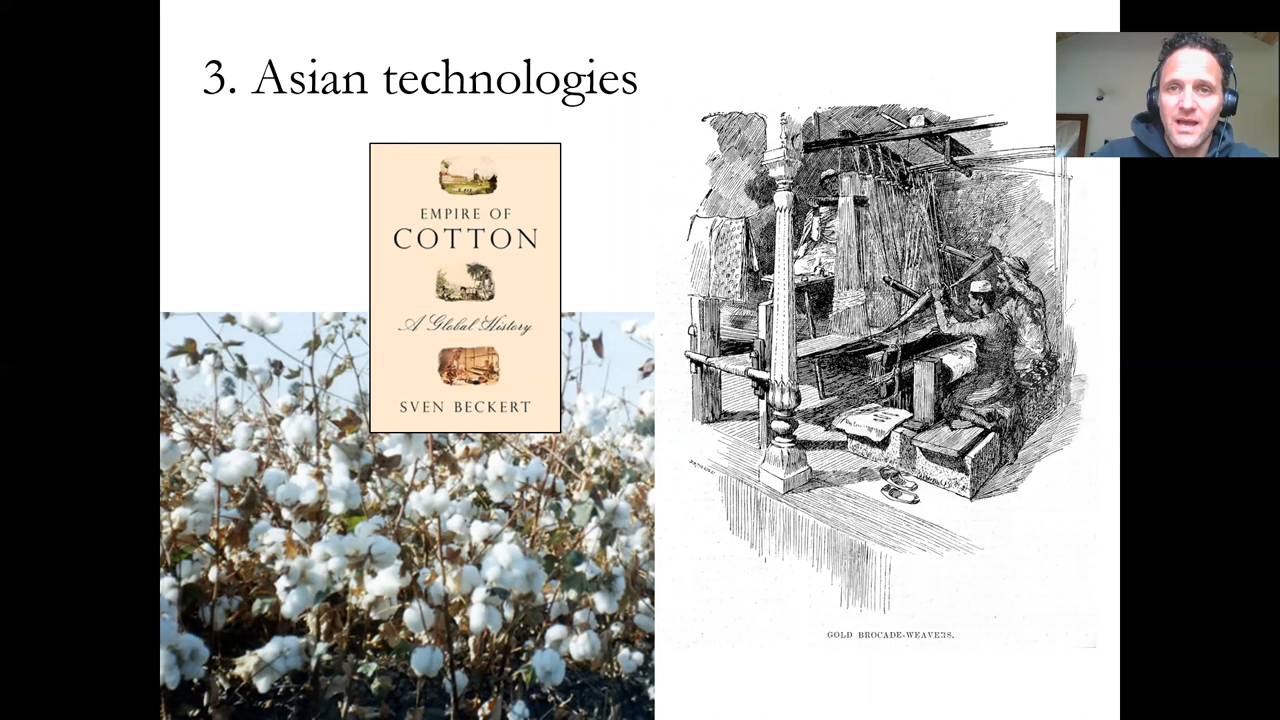 3. Asian technologies
EMPIRE OF
COTTON
A Global History
SVEN BECKERT
GOLD BROCADE-WEAVERS.